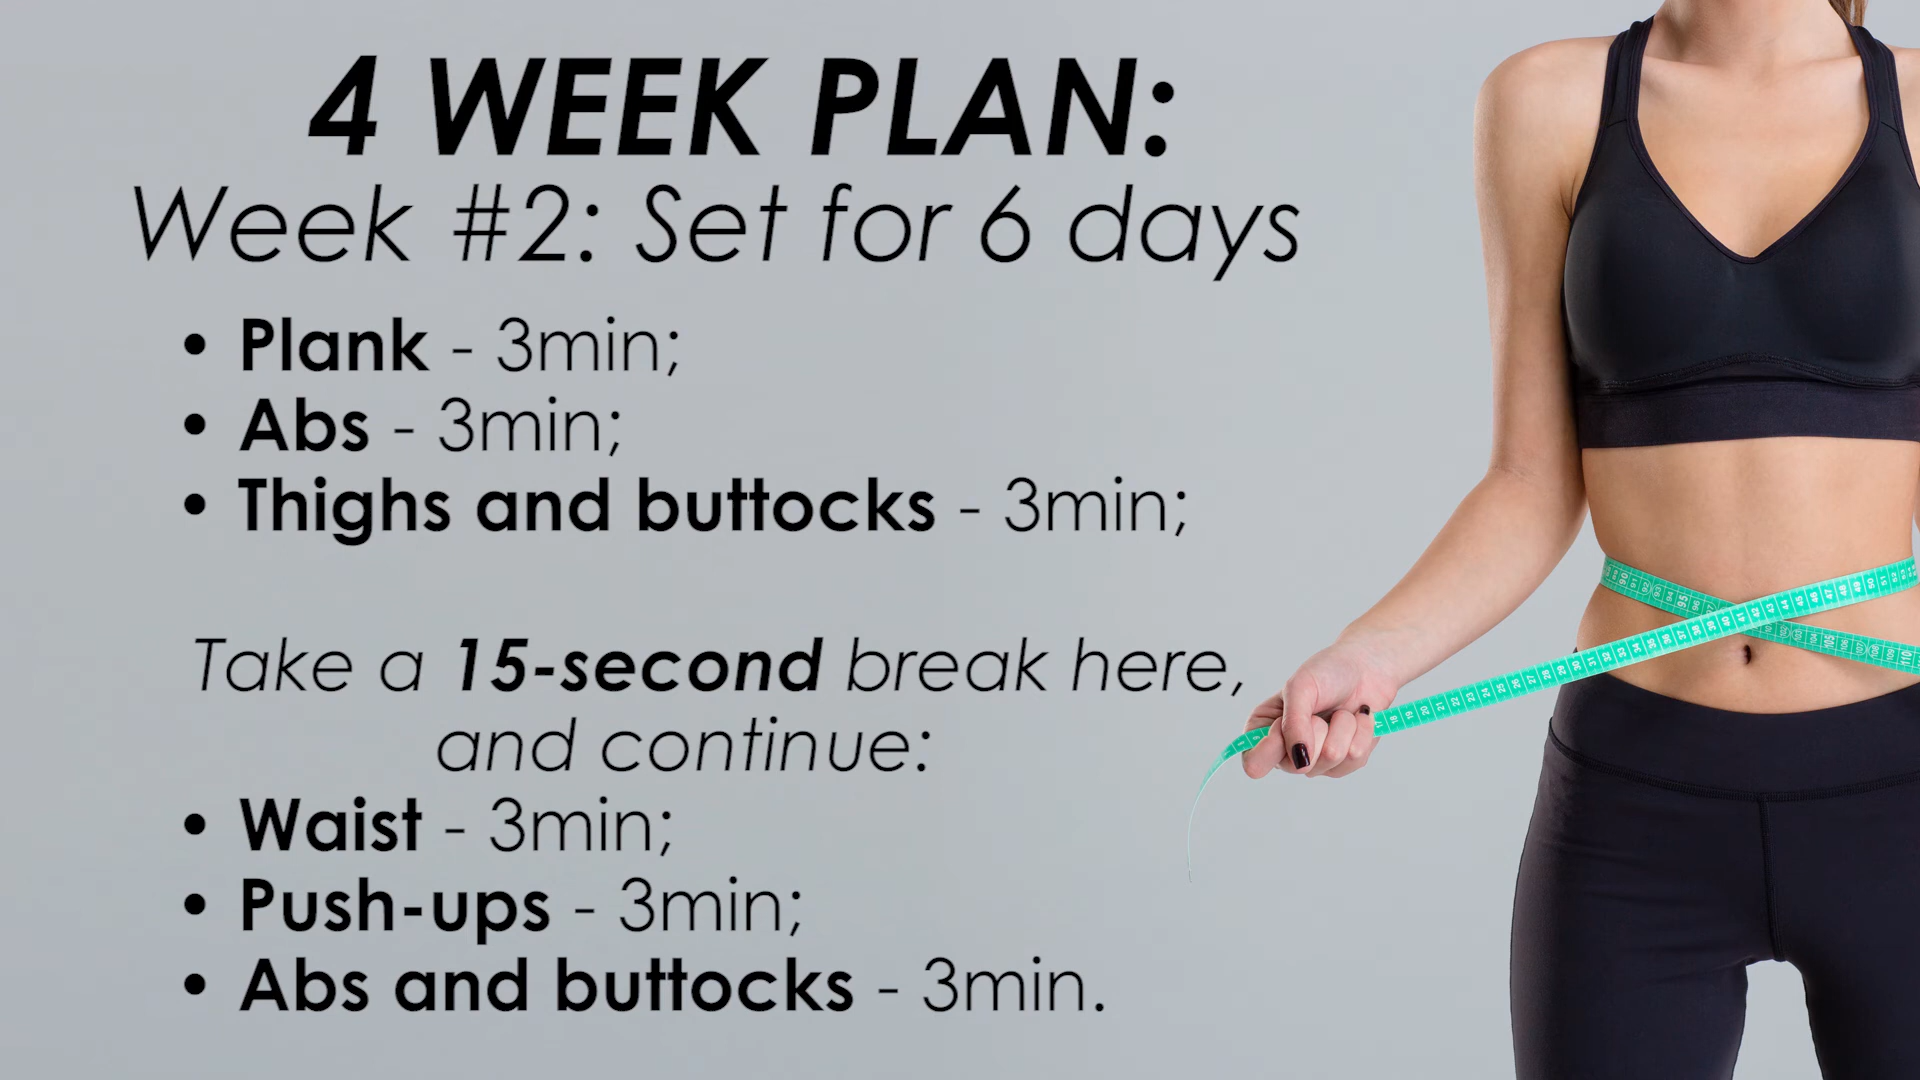 4 WEEK PLAN:
Week #2: Set for 6 days
• Plank - 3min;
• Abs - 3min;
• Thighs and buttocks - 3min;
Take a 15-second break here,
and continue:
• Waist - 3min;
• Push-ups - 3min;
• Abs and buttocks - 3min.